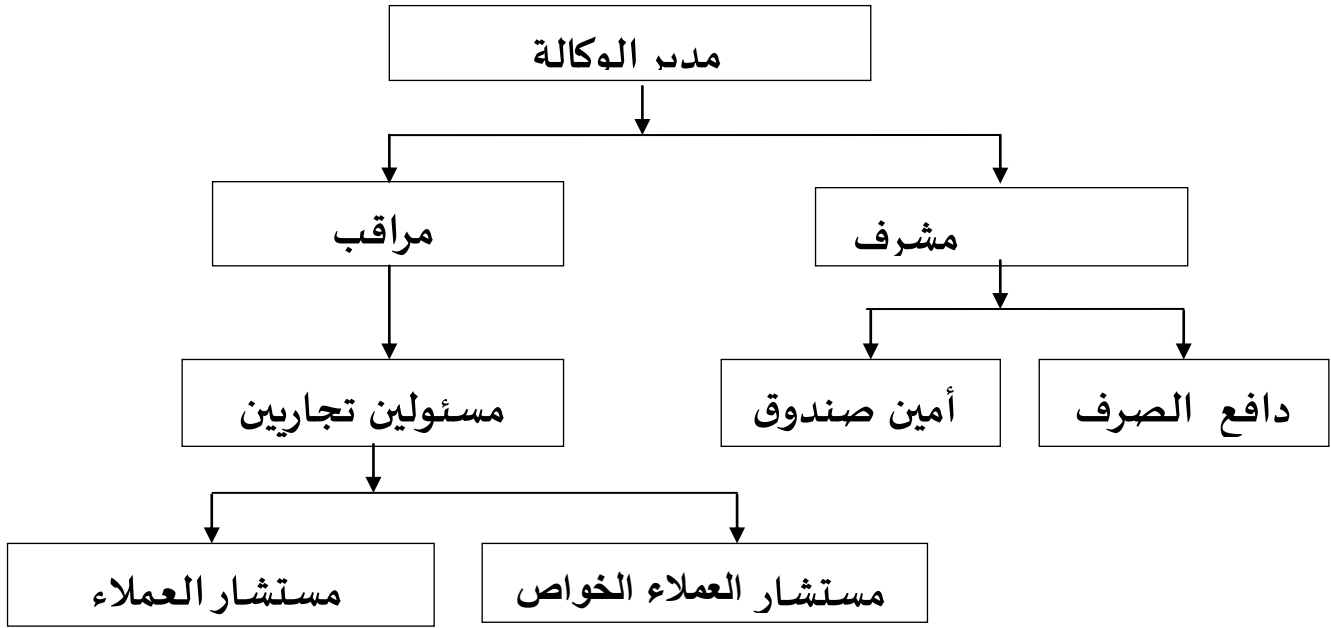 مدير الوكالة
مشرف
مراقب
دافع الصرف
أمين صندوق
مسئولين تجاريين
مستشار العملاء الخواص
مستشار العملاء